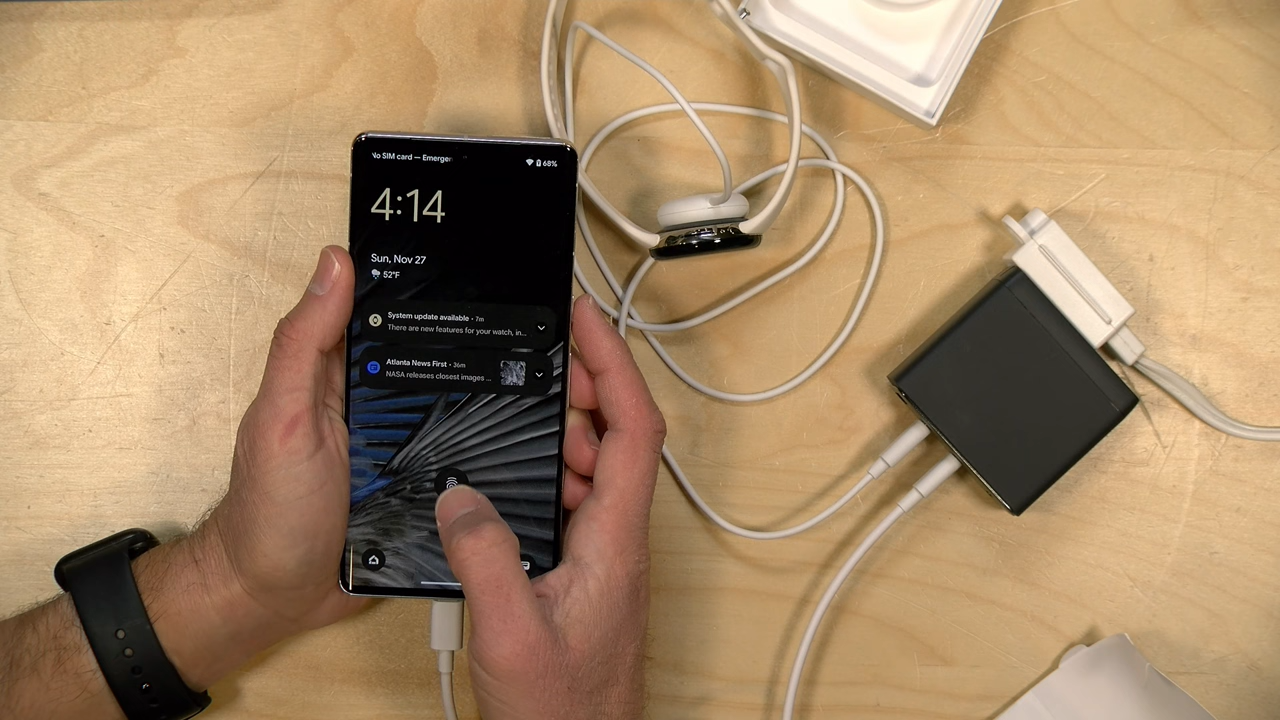 No SIM card — Emergen
68%
4:14
Sun, Nov 27
52°F
System update available • 7m
There are new features for your watch, in...
Atlanta News First • 36m
NASA releases closest images ...